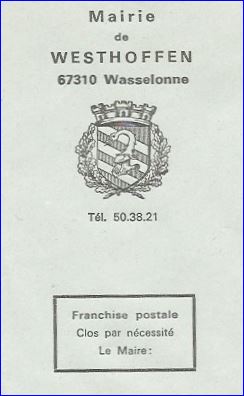 Mairie
de
WESTHOFFEN
67310 Wasselonne
Tél. 50.38.21
Franchise postale
Clos par nécessité
Le Maire: